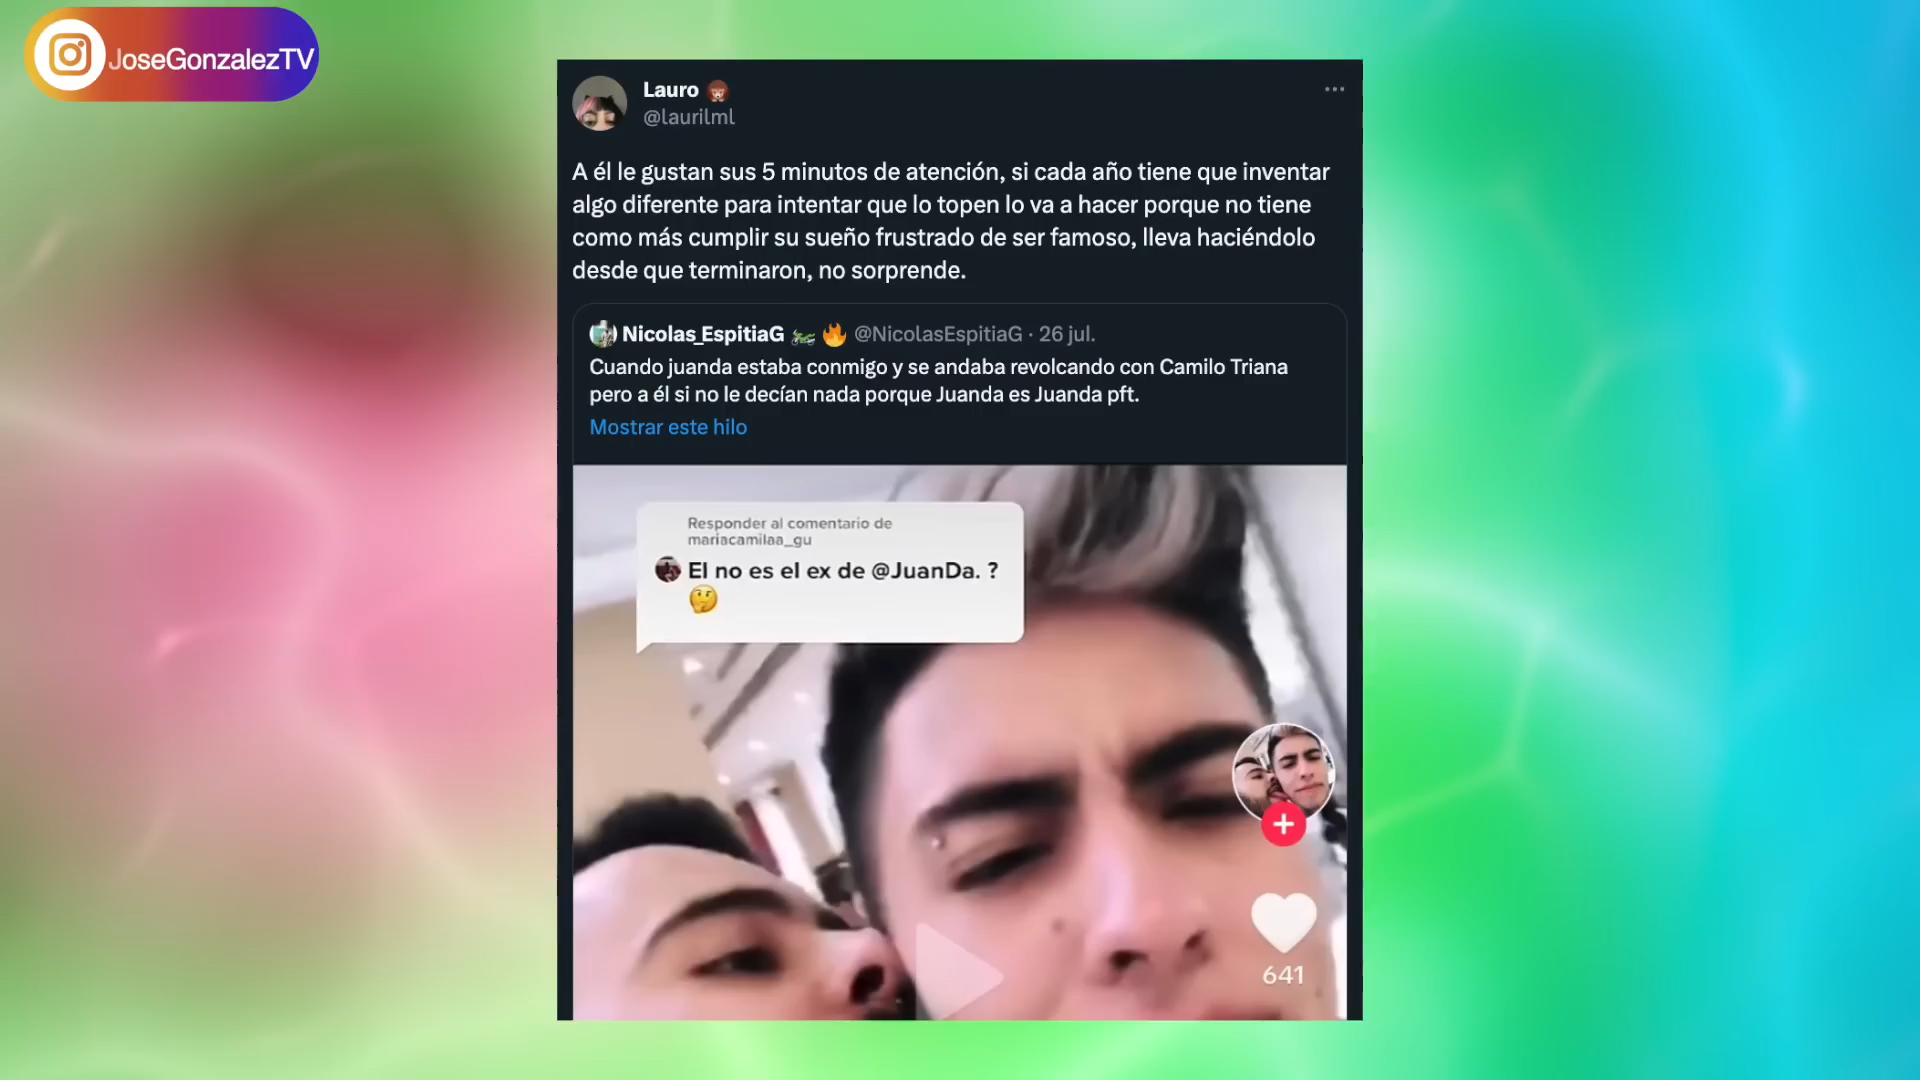 JoseGonzalezTV
Lauro
@laurilml
A él le gustan sus 5 minutos de atención, si cada año tiene que inventar
algo diferente para intentar que lo topen lo va a hacer porque no tiene
como más cumplir su sueño frustrado de ser famoso, lleva haciéndolo
desde que terminaron, no sorprende.
Nicolas_EspitiaG @NicolasEspitiaG · 26 jul.
Cuando juanda estaba conmigo y se andaba revolcando con Camilo Triana
pero a él si no le decían nada porque Juanda es Juanda pft.
Mostrar este hilo
Responder al comentario de
mariacamilaa_gu
El no es el ex de @JuanDa. ?
641